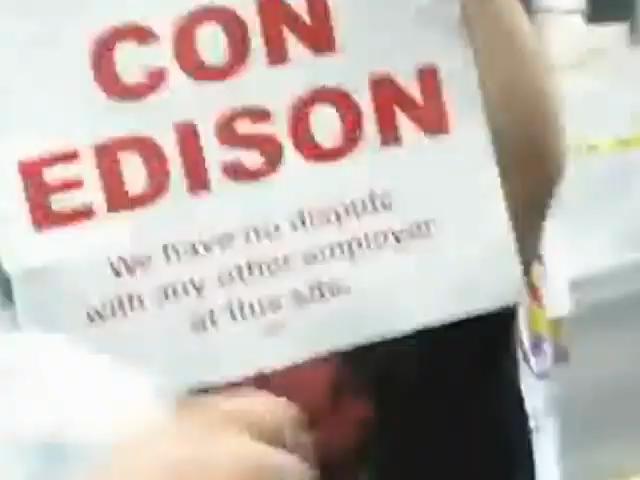 CON
EDISON
We have no dispute
with any other employer
at this site.